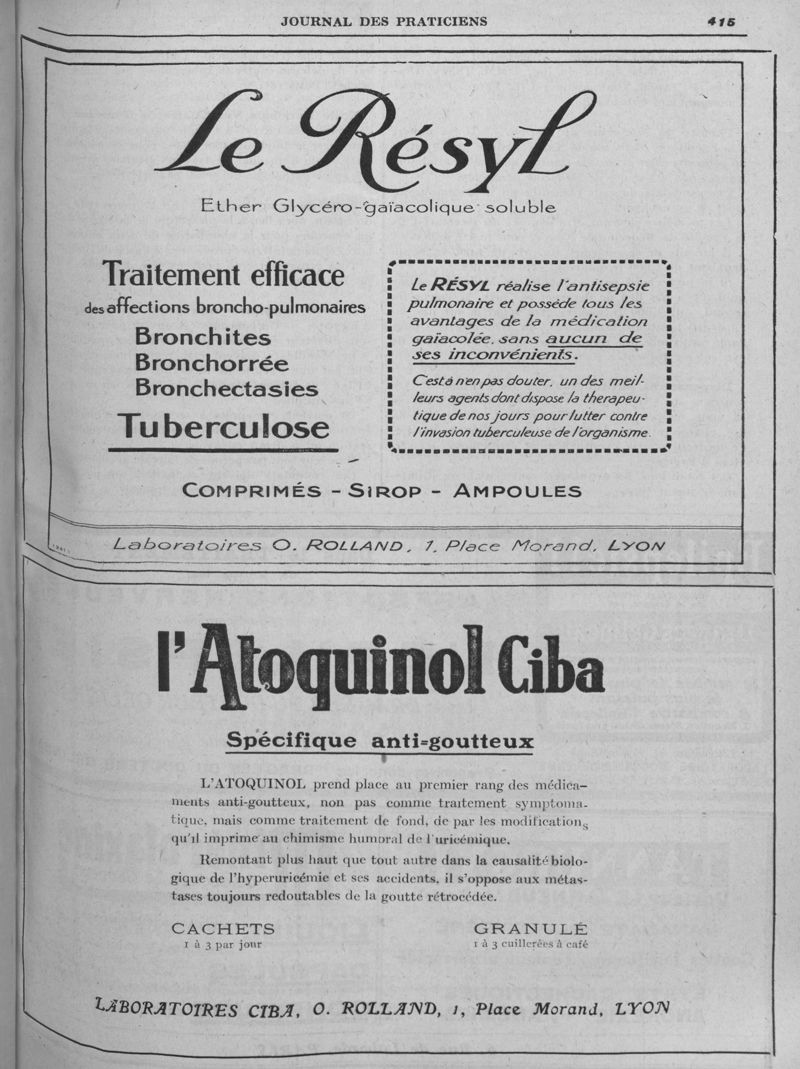 JOURNAL DES PRATICIENS 415
Le Résyl
Ether Glycéro-gaïacolique soluble
Traitement efficace
des affections broncho-pulmonaires
Bronchites
Bronchorrée
Bronchectasies
Tuberculose
Le RÉSYL réalise l'antisepsie
pulmonaire et possède tous les
avantages de la médication
gaïacolée, sans aucun de
ses inconvénients.
C'est à n'en pas douter, un des meil-
leurs agents dont dispose la therapeu-
tique de nos jours pour lutter contre
l'invasion tuberculeuse de l'organisme.
COMPRIMÉS - SIROP - AMPOULES
Laboratoires O. ROLLAND, 1, Place Morand, LYON
l'Atoquinol Ciba
Spécifique anti-goutteux
L'ATOQUINOL prend place au premier rang des médica-
ments anti-goutteux, non pas comme traitement symptoma-
tique, mais comme traitement de fond, de par les modifications
qu'il imprime au chimisme humoral de l'uricémique.
Remontant plus haut que tout autre dans la causalité biolo-
gique de l'hyperuricémie et ses accidents, il s'oppose aux métas-
tases toujours redoutables de la goutte rétrocédée.
CACHETS
1 à 3 par jour
GRANULÉ
1 à 3 cuillerées à café
LABORATOIRES CIBA, O. ROLLAND, 1, Place Morand, LYON